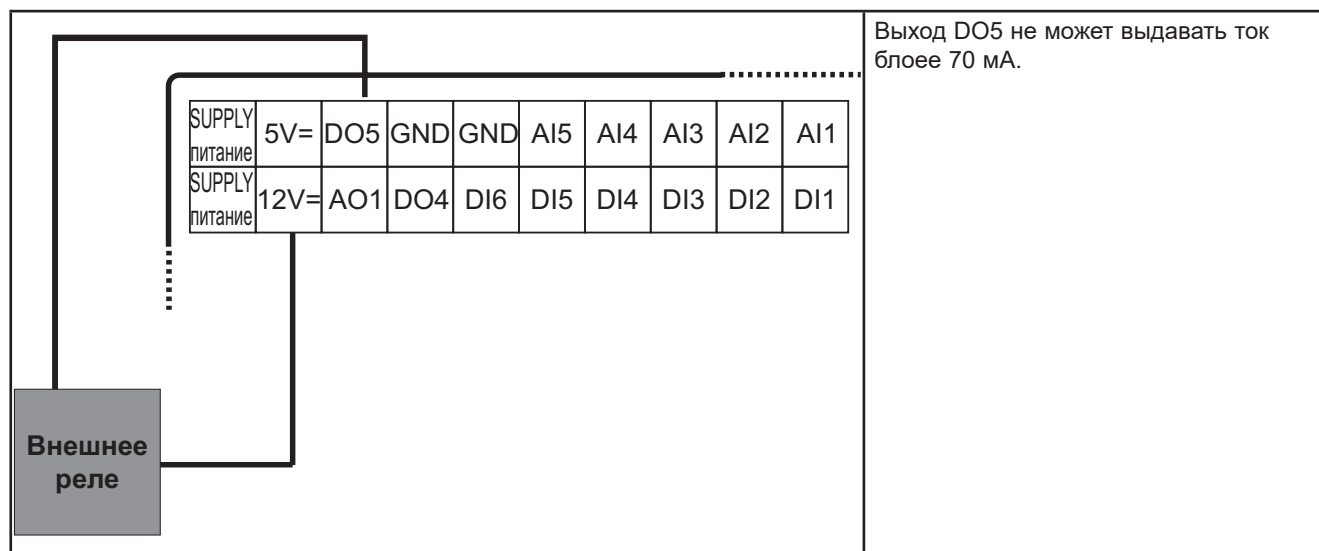 Выход DO5 не может выдавать ток
блоее 70 мА.
SUPPLY
питание 5V= DO5 GND GND AI5 AI4 AI3 AI2 AI1
SUPPLY
питание 12V= AO1 DO4 DI6 DI5 DI4 DI3 DI2 DI1
Внешнее
реле